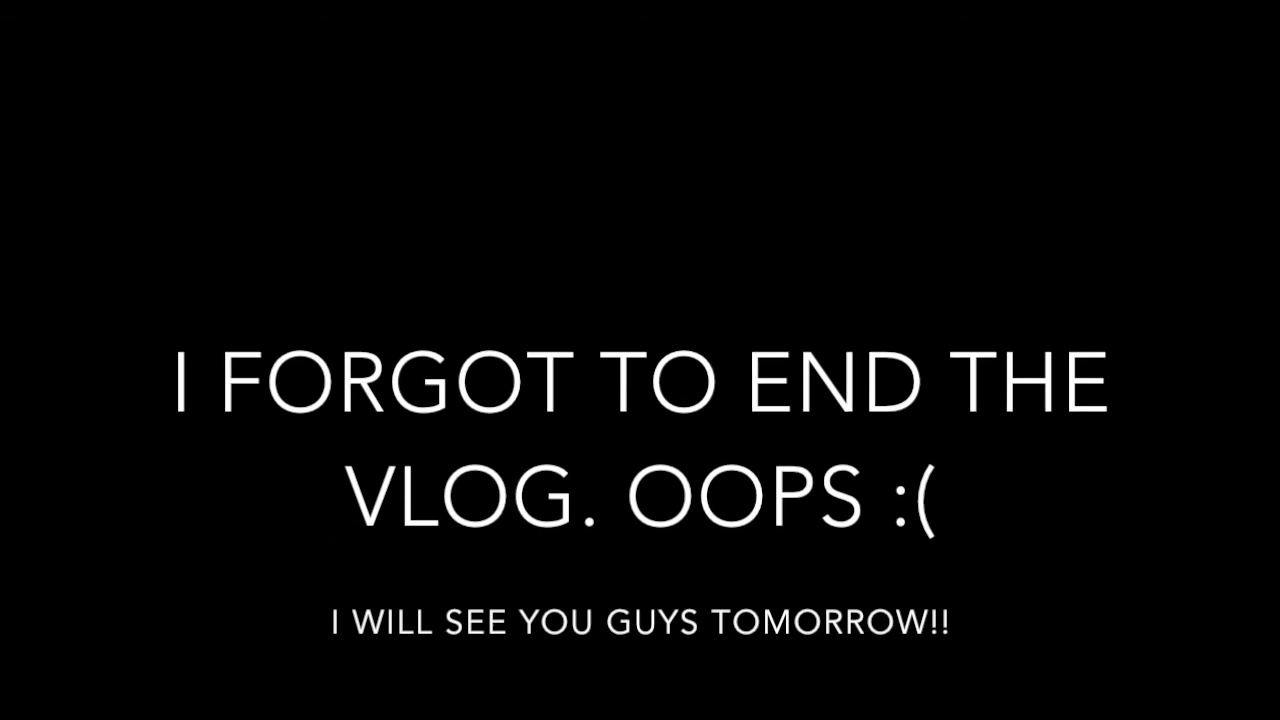 I FORGOT TO END THE
VLOG. OOPS :(
I WILL SEE YOU GUYS TOMORROW!!